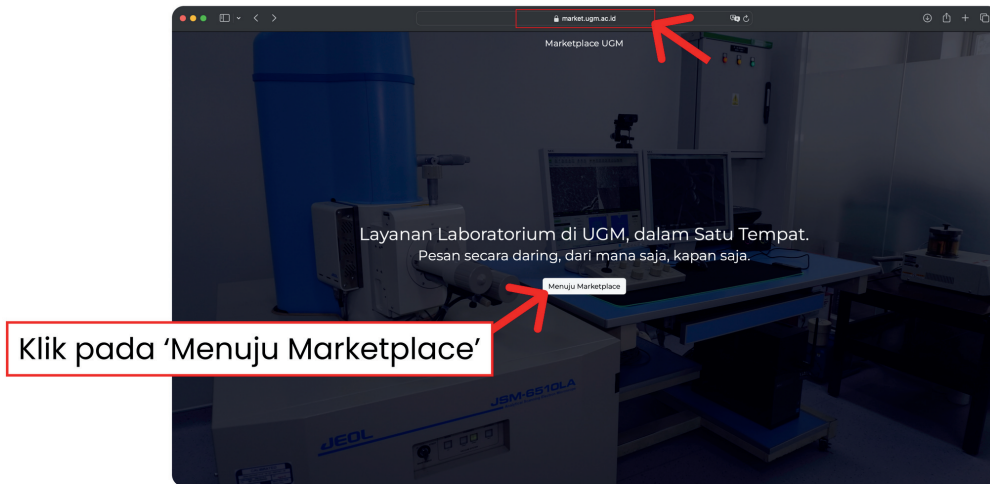 market.ugm.ac.id
Marketplace UGM
Layanan Laboratorium di UGM, dalam Satu Tempat.
Pesan secara daring, dari mana saja, kapan saja.
Menuju Marketplace
Klik pada ‘Menuju Marketplace’
JSM-6510LA
JEOL